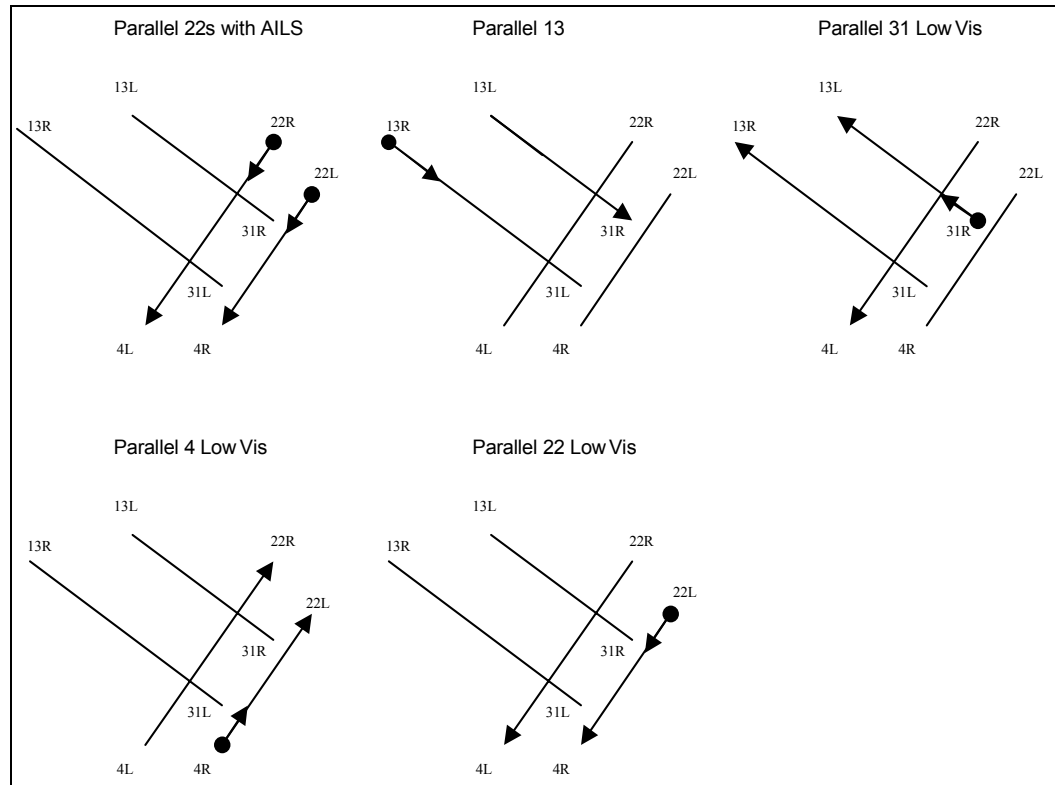 Parallel 22s with AILS
13L
13R
22R
22L
31R
31L
4L
4R
Parallel 13
13L
13R
22R
22L
31R
31L
4L
4R
Parallel 31 Low Vis
13L
13R
22R
22L
31R
31L
4L
4R
Parallel 4 Low Vis
13L
13R
22R
22L
31R
31L
4L
4R
Parallel 22 Low Vis
13L
13R
22R
22L
31R
31L
4L
4R